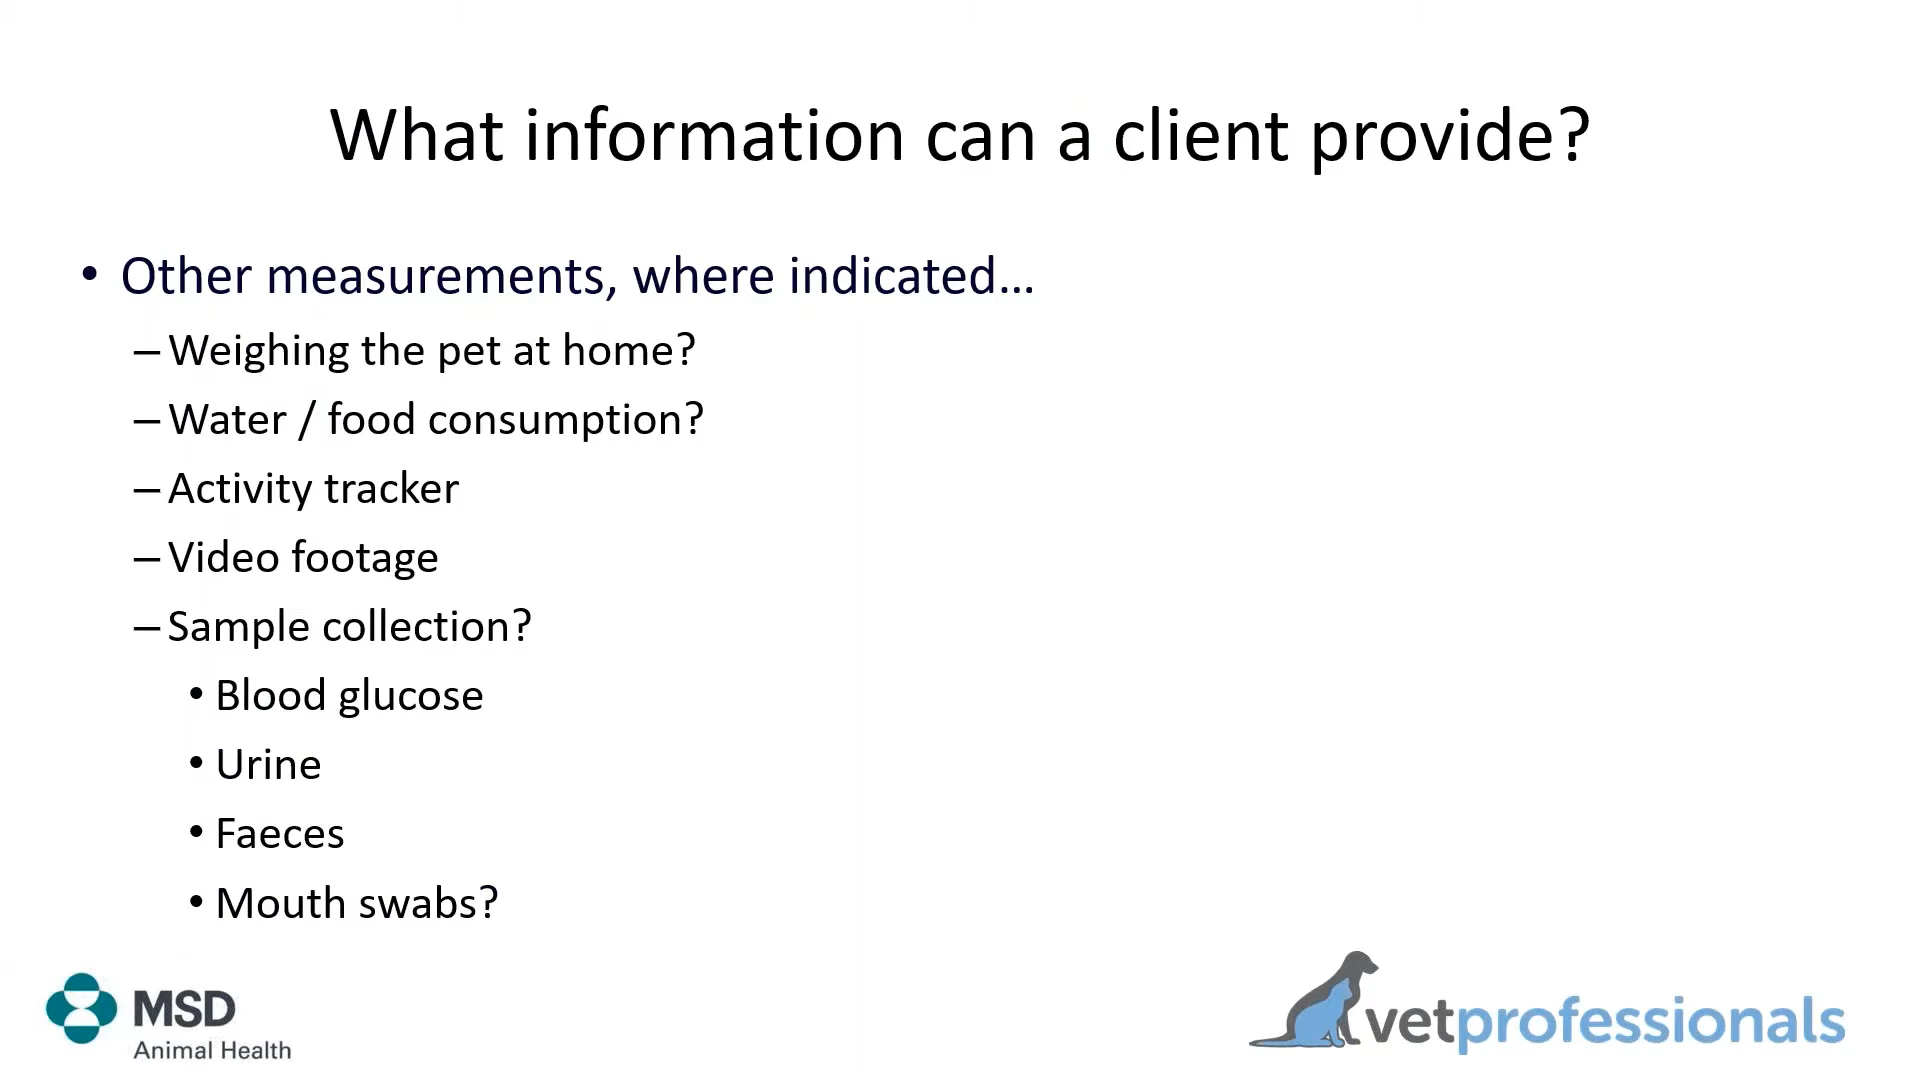 What information can a client provide?
• Other measurements, where indicated…
– Weighing the pet at home?
– Water / food consumption?
– Activity tracker
– Video footage
– Sample collection?
• Blood glucose
• Urine
• Faeces
• Mouth swabs?
MSD
Animal Health
vetprofessionals